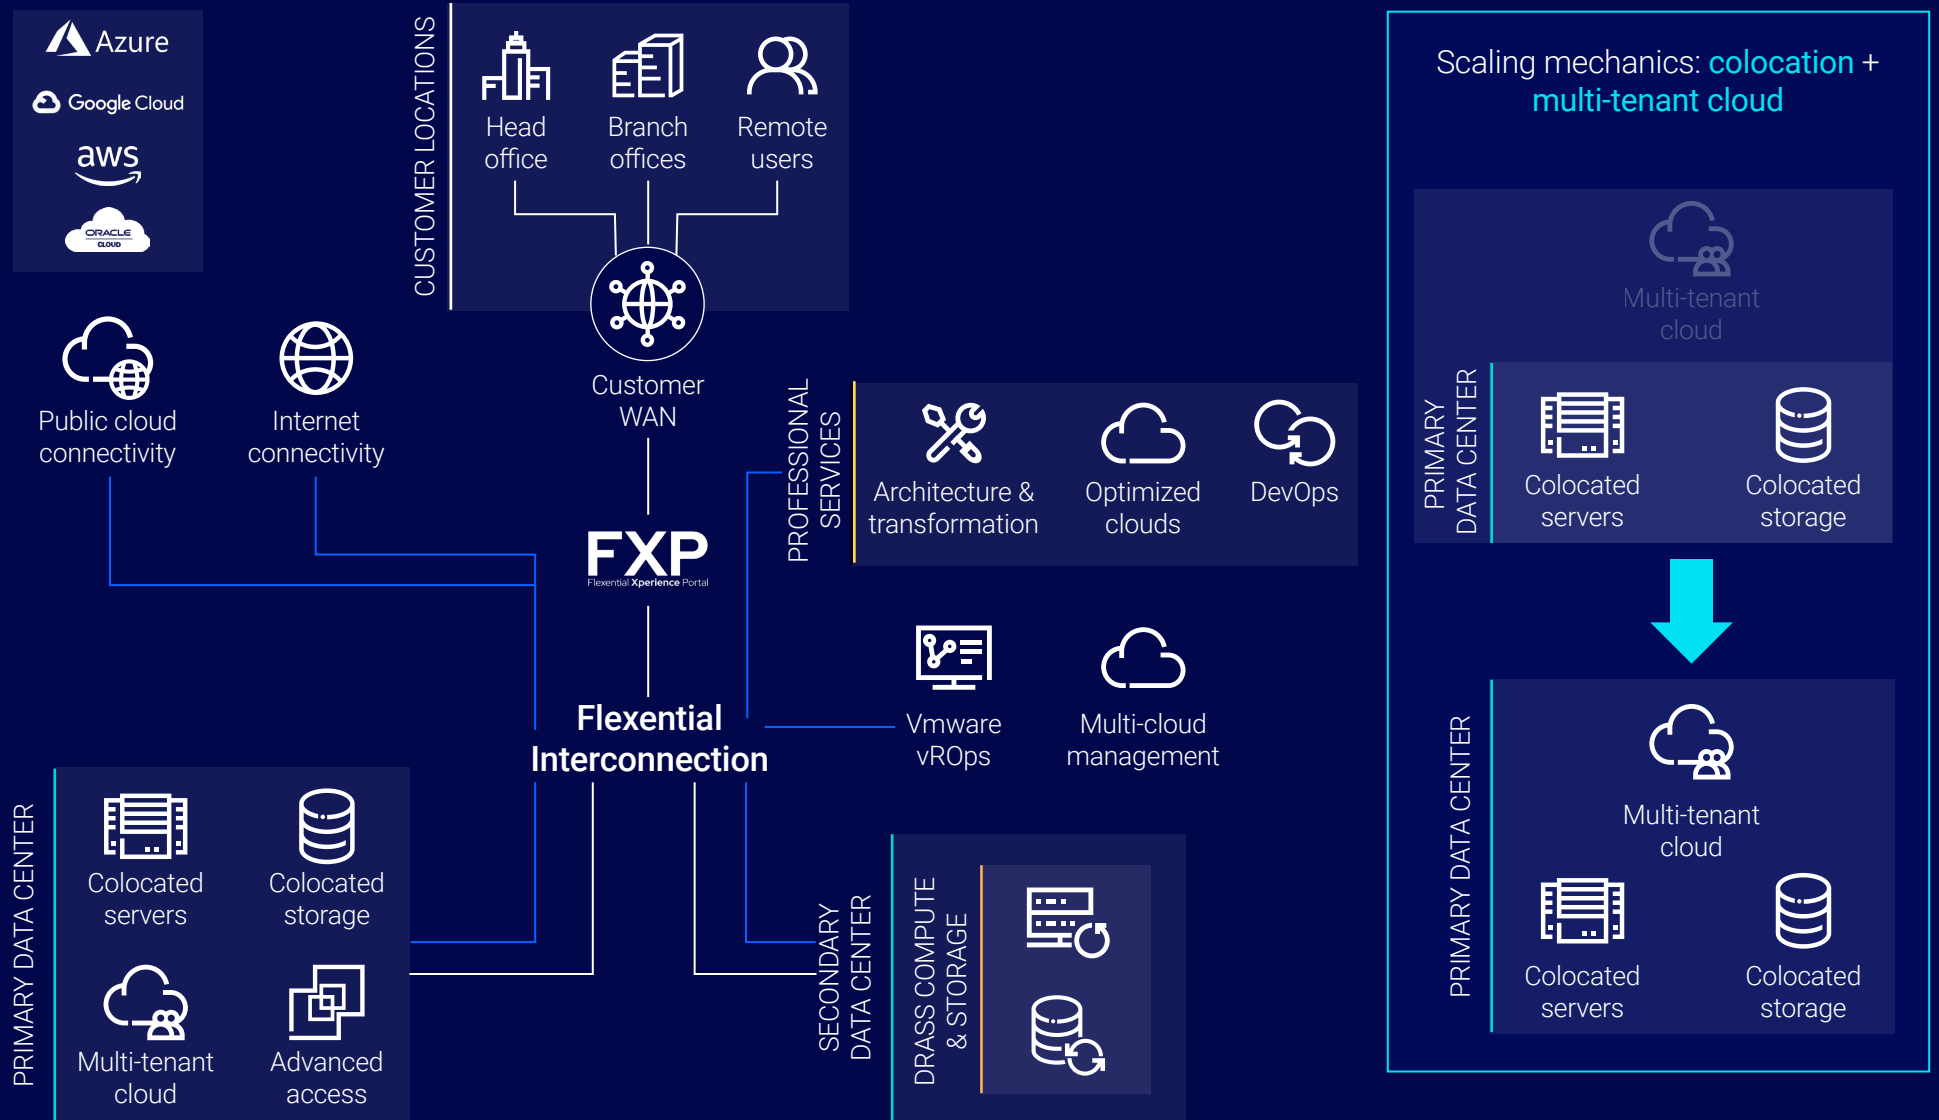 Azure
Google Cloud
aws
ORACLE
CLOUD
Public cloud
connectivity
Internet
connectivity
CUSTOMER LOCATIONS
Head
office
Branch
offices
Remote
users
Customer
WAN
FXP
Flexential Xperience Portal
Flexential
Interconnection
PROFESSIONAL
SERVICES
Architecture &
transformation
Optimized
clouds
DevOps
Vmware
vROps
Multi-cloud
management
PRIMARY DATA CENTER
Colocated
servers
Colocated
storage
Multi-tenant
cloud
Advanced
access
SECONDARY
DATA CENTER
DRASS COMPUTE
& STORAGE
Scaling mechanics: colocation +
multi-tenant cloud
Multi-tenant
cloud
PRIMARY
DATA CENTER
Colocated
servers
Colocated
storage
PRIMARY DATA CENTER
Multi-tenant
cloud
Colocated
servers
Colocated
storage